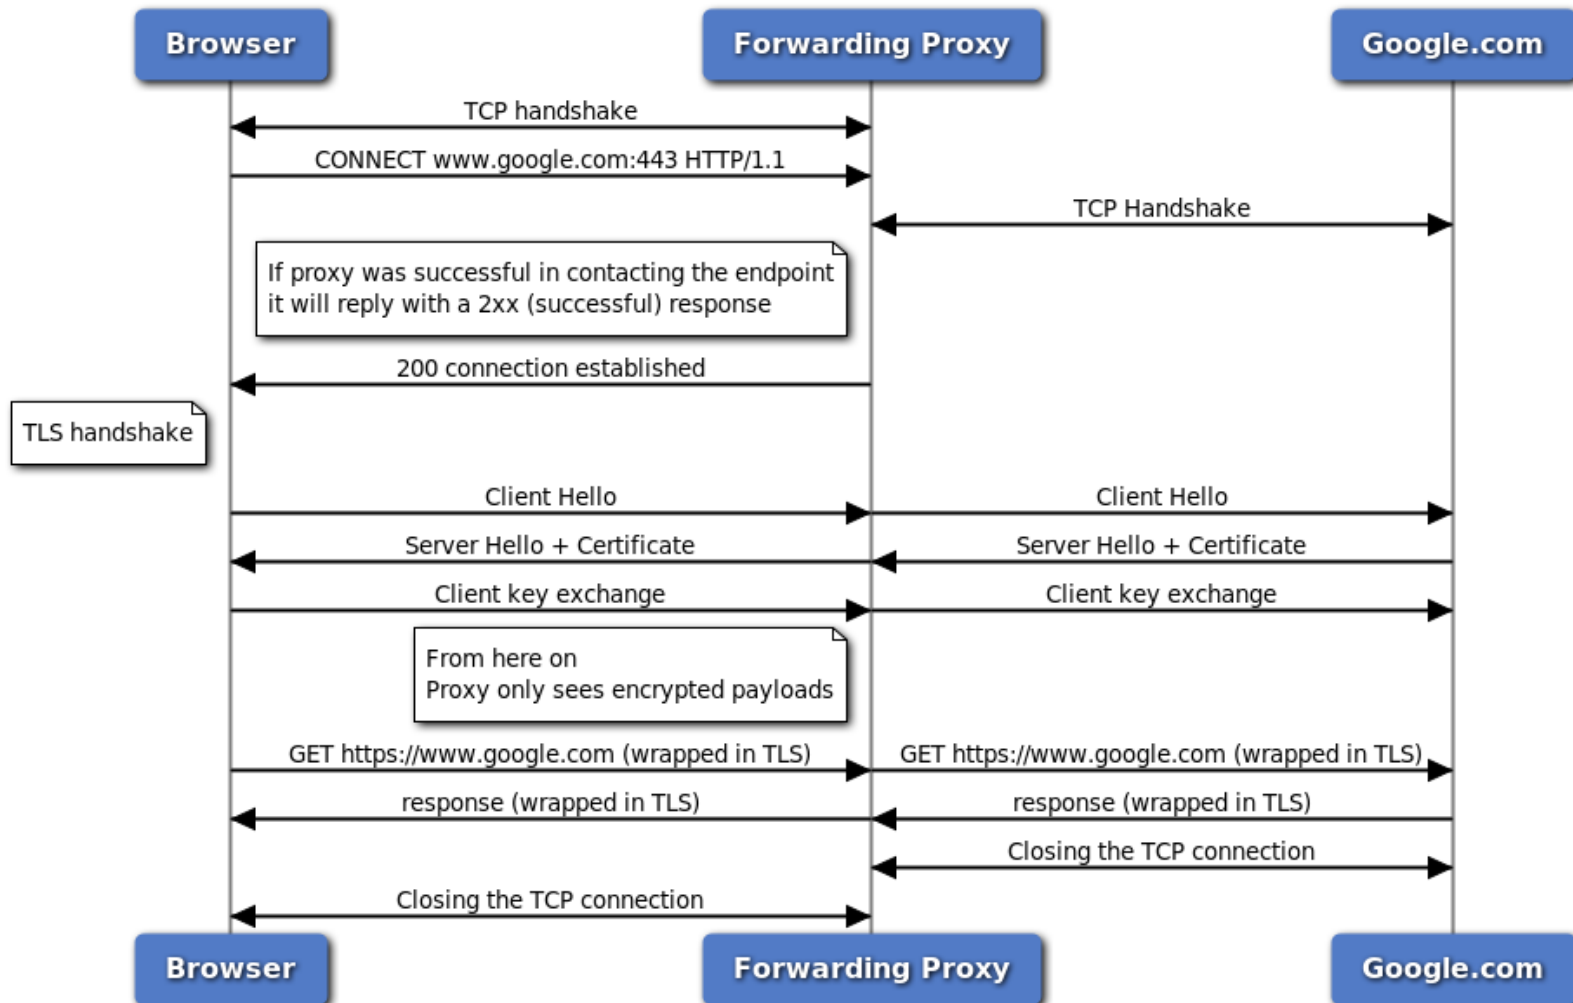 Browser
Forwarding Proxy
Google.com
TCP handshake
CONNECT www.google.com:443 HTTP/1.1
TCP Handshake
If proxy was successful in contacting the endpoint
it will reply with a 2xx (successful) response
200 connection established
TLS handshake
Client Hello
Client Hello
Server Hello + Certificate
Server Hello + Certificate
Client key exchange
Client key exchange
From here on
Proxy only sees encrypted payloads
GET https://www.google.com (wrapped in TLS)
GET https://www.google.com (wrapped in TLS)
response (wrapped in TLS)
response (wrapped in TLS)
Closing the TCP connection
Closing the TCP connection
Browser
Forwarding Proxy
Google.com